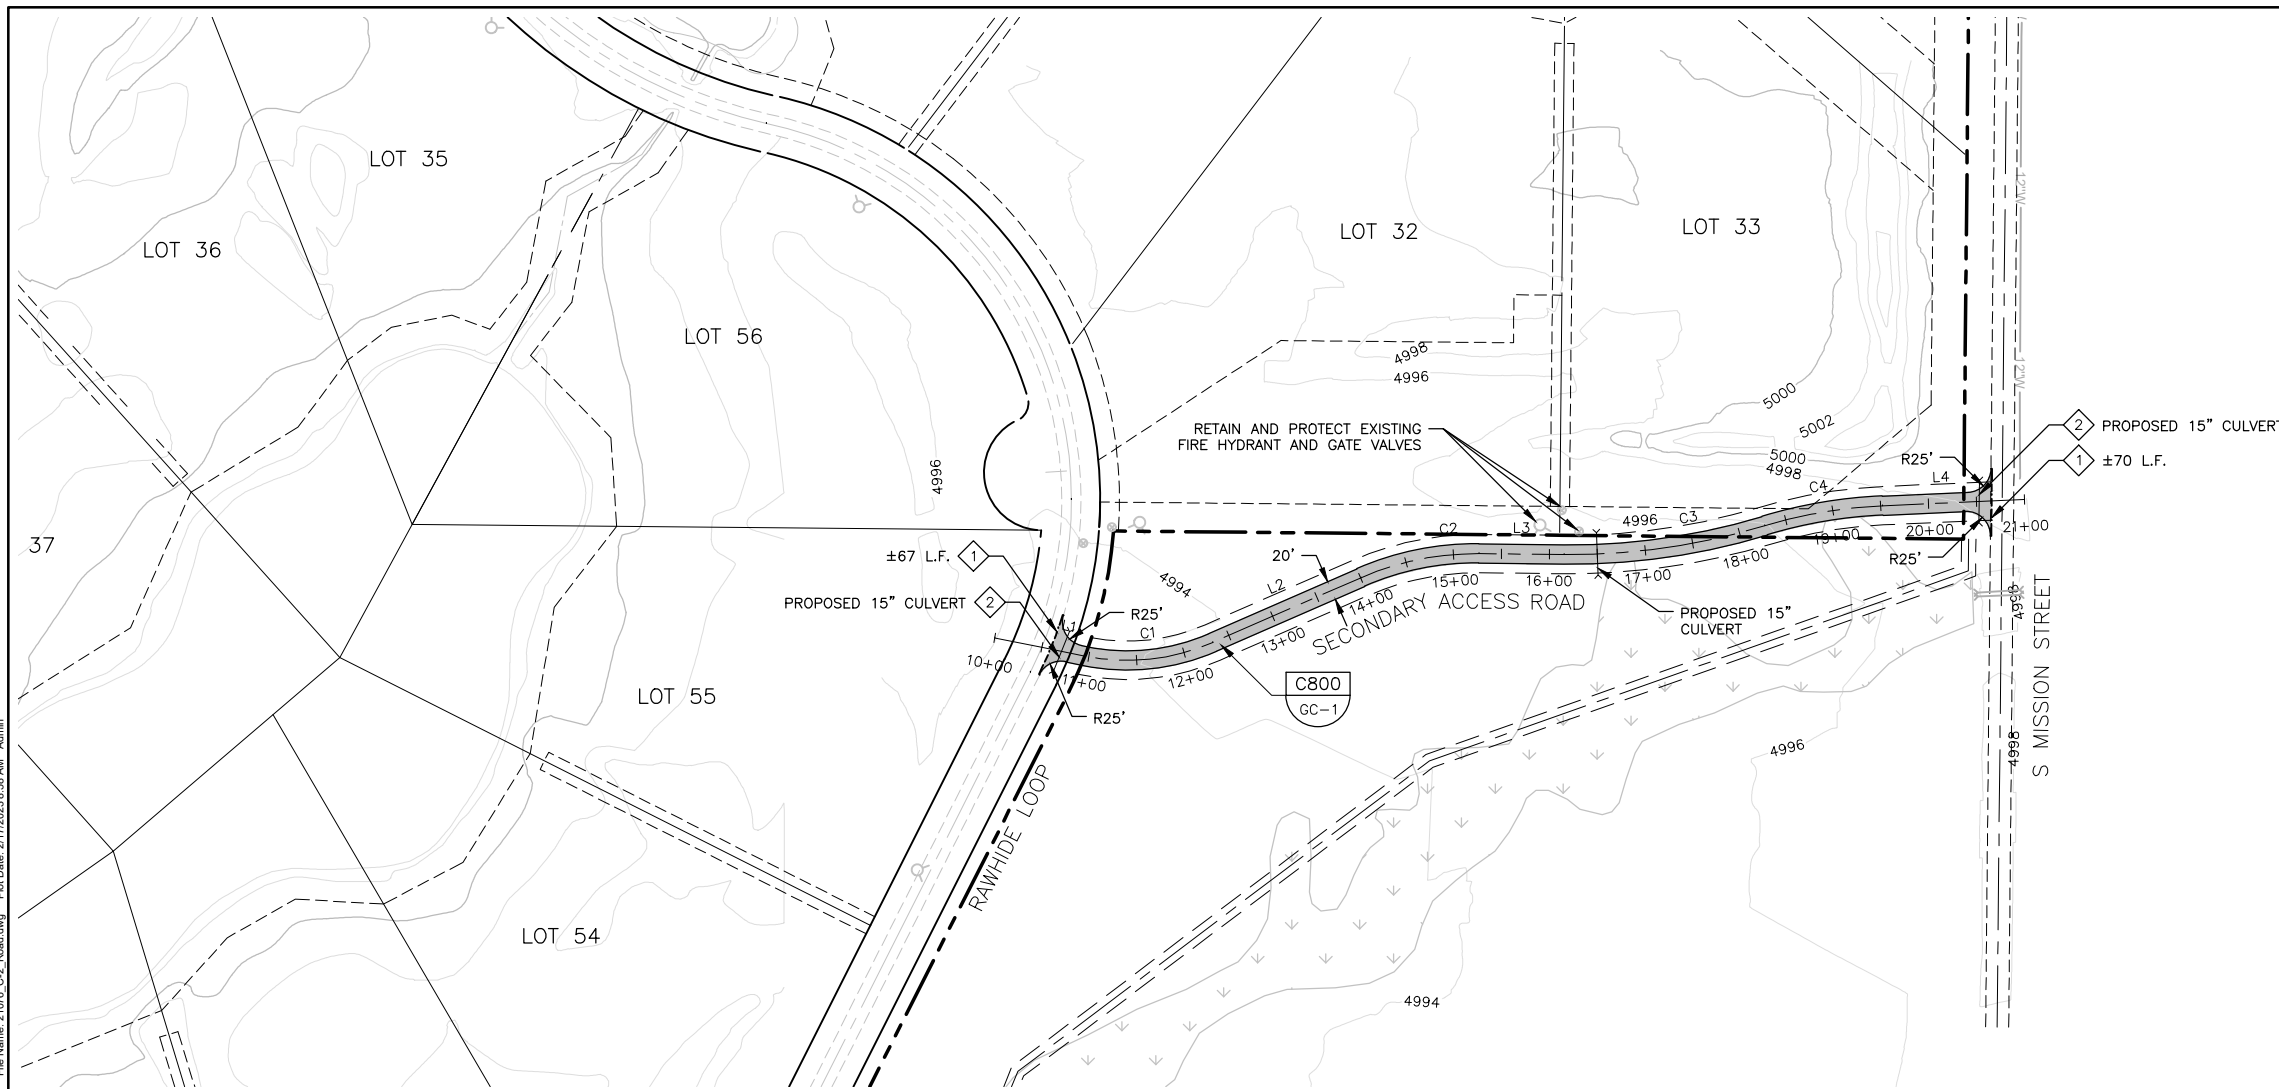 LOT 35
LOT 36
LOT 32
LOT 33
LOT 56
12"W
12"W
4998
4996
5000
5002
5000
4998
RETAIN AND PROTECT EXISTING
FIRE HYDRANT AND GATE VALVES
2 PROPOSED 15" CULVERT
1 ±70 L.F.
R25'
L4
C4
4996
37
4996
C3
L3
C2
20+00
21+00
19+00
18+00
R25'
±67 L.F. 1
20'
4994
L2
15+00
16+00
17+00
PROPOSED 15" CULVERT 2
R25'
L1
C1
14+00
SECONDARY ACCESS ROAD
PROPOSED 15"
CULVERT
13+00
4998
10+00
11+00
12+00
C800
GC-1
LOT 55
R25'
S MISSION STREET
4998
4996
RAWHIDE LOOP
LOT 54
4994